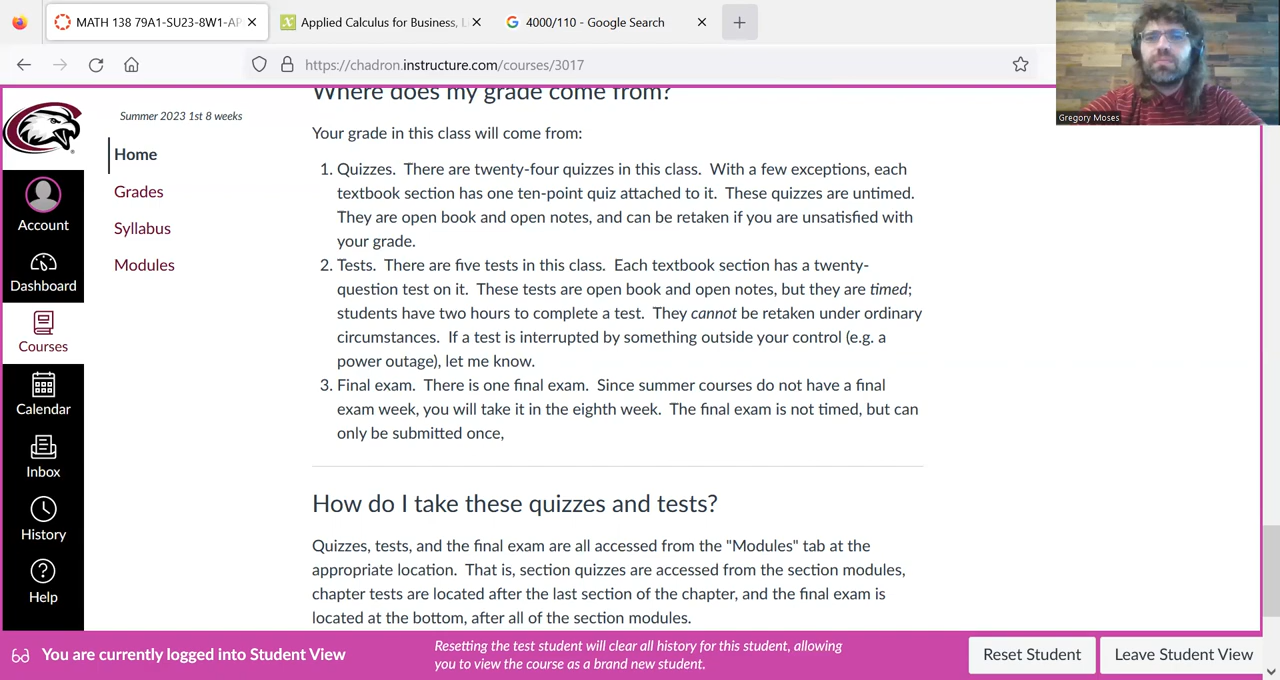 MATH 138 79A1-SU23-8W1-AP
Applied Calculus for Business, L
4000/110 - Google Search
https://chadron.instructure.com/courses/3017
Gregory Moses
Summer 2023 1st 8 weeks
Home
Grades
Syllabus
Modules
Account
Dashboard
Courses
Calendar
Inbox
History
Help
Where does my grade come from?
Your grade in this class will come from:
1. Quizzes. There are twenty-four quizzes in this class. With a few exceptions, each
textbook section has one ten-point quiz attached to it. These quizzes are untimed.
They are open book and open notes, and can be retaken if you are unsatisfied with
your grade.
2. Tests. There are five tests in this class. Each textbook section has a twenty-
question test on it. These tests are open book and open notes, but they are timed;
students have two hours to complete a test. They cannot be retaken under ordinary
circumstances. If a test is interrupted by something outside your control (e.g. a
power outage), let me know.
3. Final exam. There is one final exam. Since summer courses do not have a final
exam week, you will take it in the eighth week. The final exam is not timed, but can
only be submitted once,
How do I take these quizzes and tests?
Quizzes, tests, and the final exam are all accessed from the "Modules" tab at the
appropriate location. That is, section quizzes are accessed from the section modules,
chapter tests are located after the last section of the chapter, and the final exam is
located at the bottom, after all of the section modules.
You are currently logged into Student View
Resetting the test student will clear all history for this student, allowing
you to view the course as a brand new student.
Reset Student
Leave Student View